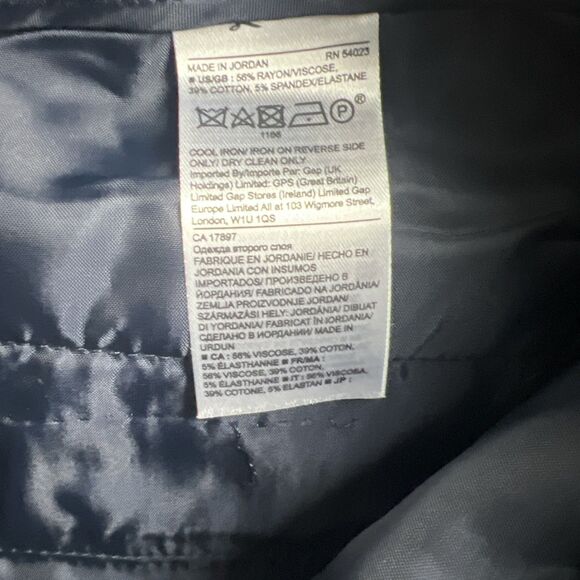 MADE IN JORDAN RN 54023
■ US/GB : 56% RAYON/VISCOSE,
39% COTTON, 5% SPANDEX/ELASTANE
P®
1186
COOL IRON/ IRON ON REVERSE SIDE
ONLY/ DRY CLEAN ONLY
Imported By/Importe Par: Gap (UK
Holdings) Limited: GPS (Great Britain)
Limited Gap Stores (Ireland) Limited Gap
Europe Limited All at 103 Wigmore Street,
London, W1U 1QS
CA 17897
Одежда второго слоя
FABRIQUE EN JORDANIE/ HECHO EN
JORDANIA CON INSUMOS
IMPORTADOS/ ПРОИЗВЕДЕНО В
ЙОРДАНИЯ/ FABRICADO NA JORDÂNIA/
ZEMLJA PROIZVODNJE JORDAN/
SZÁRMAZÁSI HELY: JORDÁNIA/ DIBUAT
DI YORDANIA/ FABRICAT ÎN IORDANIA/
СДЕЛАНО В ИОРДАНИИ/ MADE IN
URDUN
■ CA : 56% VISCOSE, 39% COTON,
5% ÉLASTHANNE ■ FR/MA :
56% VISCOSE, 39% COTON,
5% ÉLASTHANNE ■ IT : 56% VISCOSA,
39% COTONE, 5% ELASTAN ■ JP :